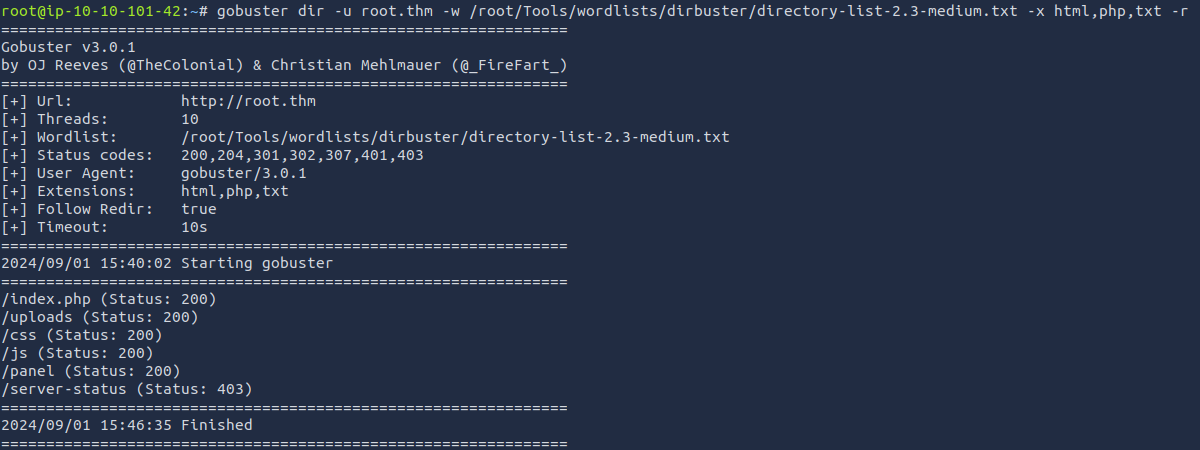 root@ip-10-10-101-42:~# gobuster dir -u root.thm -w /root/Tools/wordlists/dirbuster/directory-list-2.3-medium.txt -x html,php,txt -r
===============================================================
Gobuster v3.0.1
by OJ Reeves (@TheColonial) & Christian Mehlmauer (@_FireFart_)
===============================================================
[+] Url:            http://root.thm
[+] Threads:        10
[+] Wordlist:       /root/Tools/wordlists/dirbuster/directory-list-2.3-medium.txt
[+] Status codes:   200,204,301,302,307,401,403
[+] User Agent:     gobuster/3.0.1
[+] Extensions:     html,php,txt
[+] Follow Redir:   true
[+] Timeout:        10s
===============================================================
2024/09/01 15:40:02 Starting gobuster
===============================================================
/index.php (Status: 200)
/uploads (Status: 200)
/css (Status: 200)
/js (Status: 200)
/panel (Status: 200)
/server-status (Status: 403)
===============================================================
2024/09/01 15:46:35 Finished
===============================================================